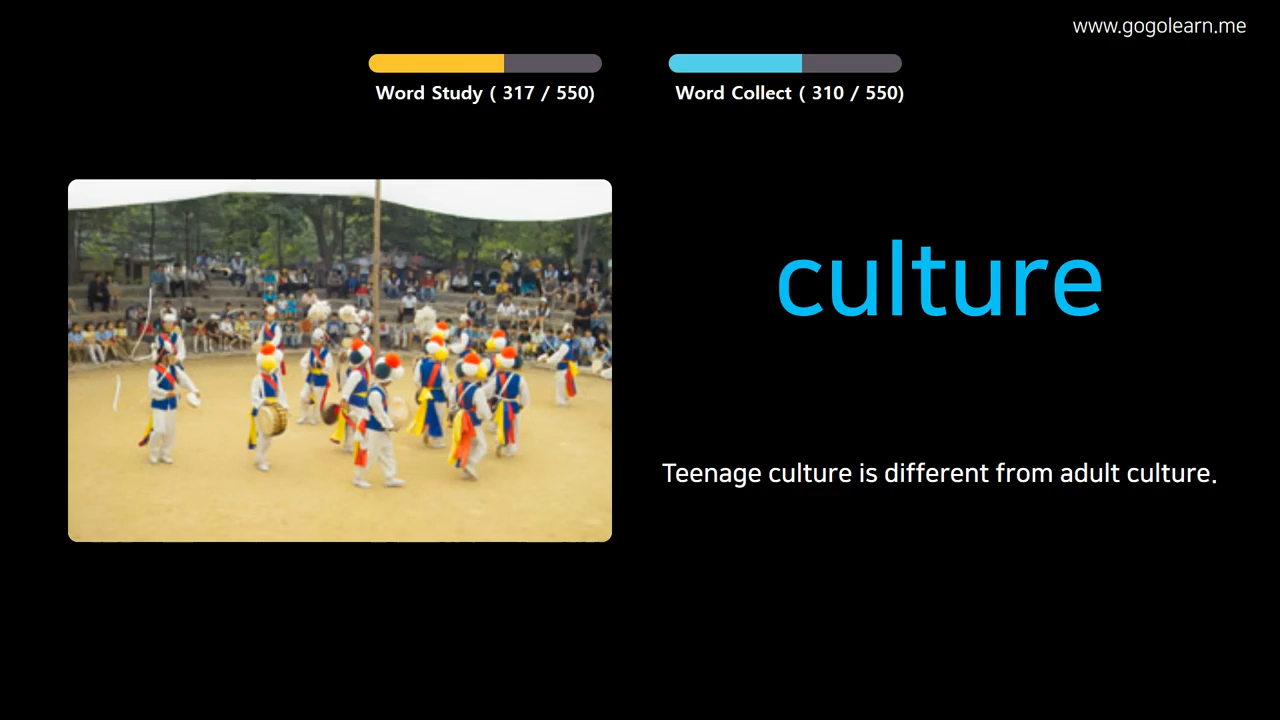 www.gogolearn.me
Word Study ( 317 / 550)
Word Collect ( 310 / 550)
culture
Teenage culture is different from adult culture.